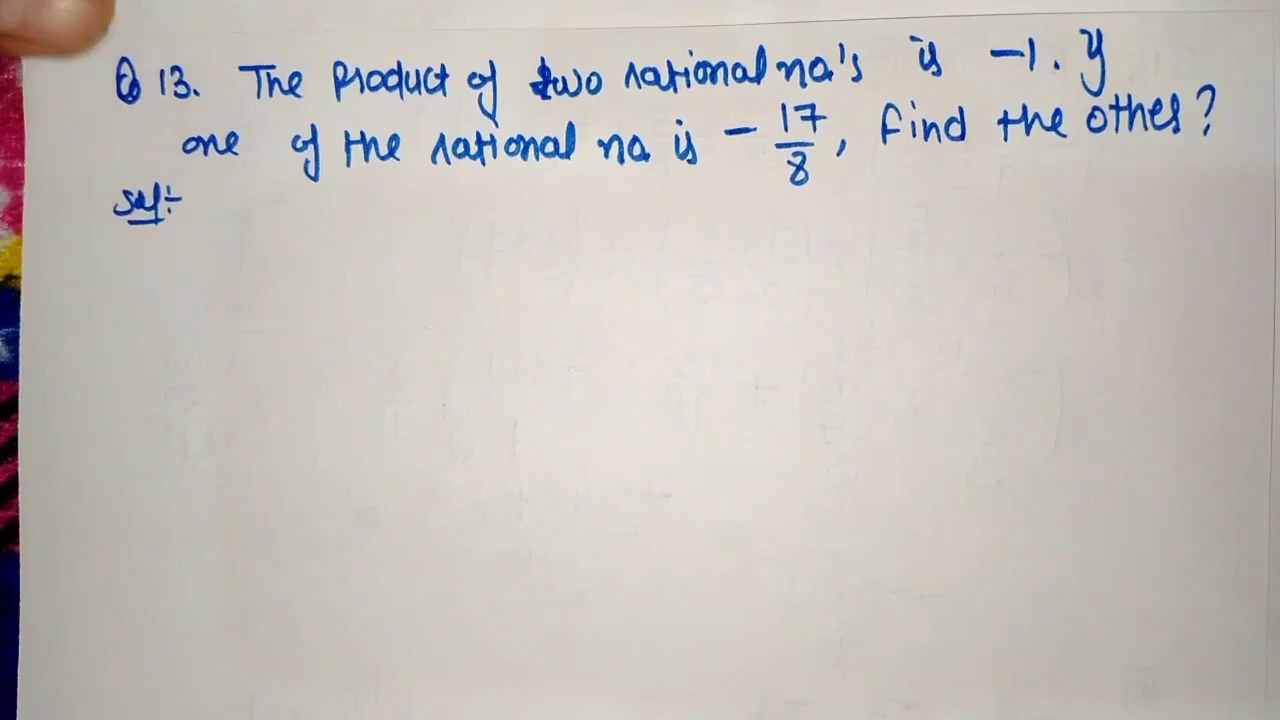 Q 13. The Product of two rational no's is -1. If
one of the rational no is - 17/8, find the other?
Sol:-